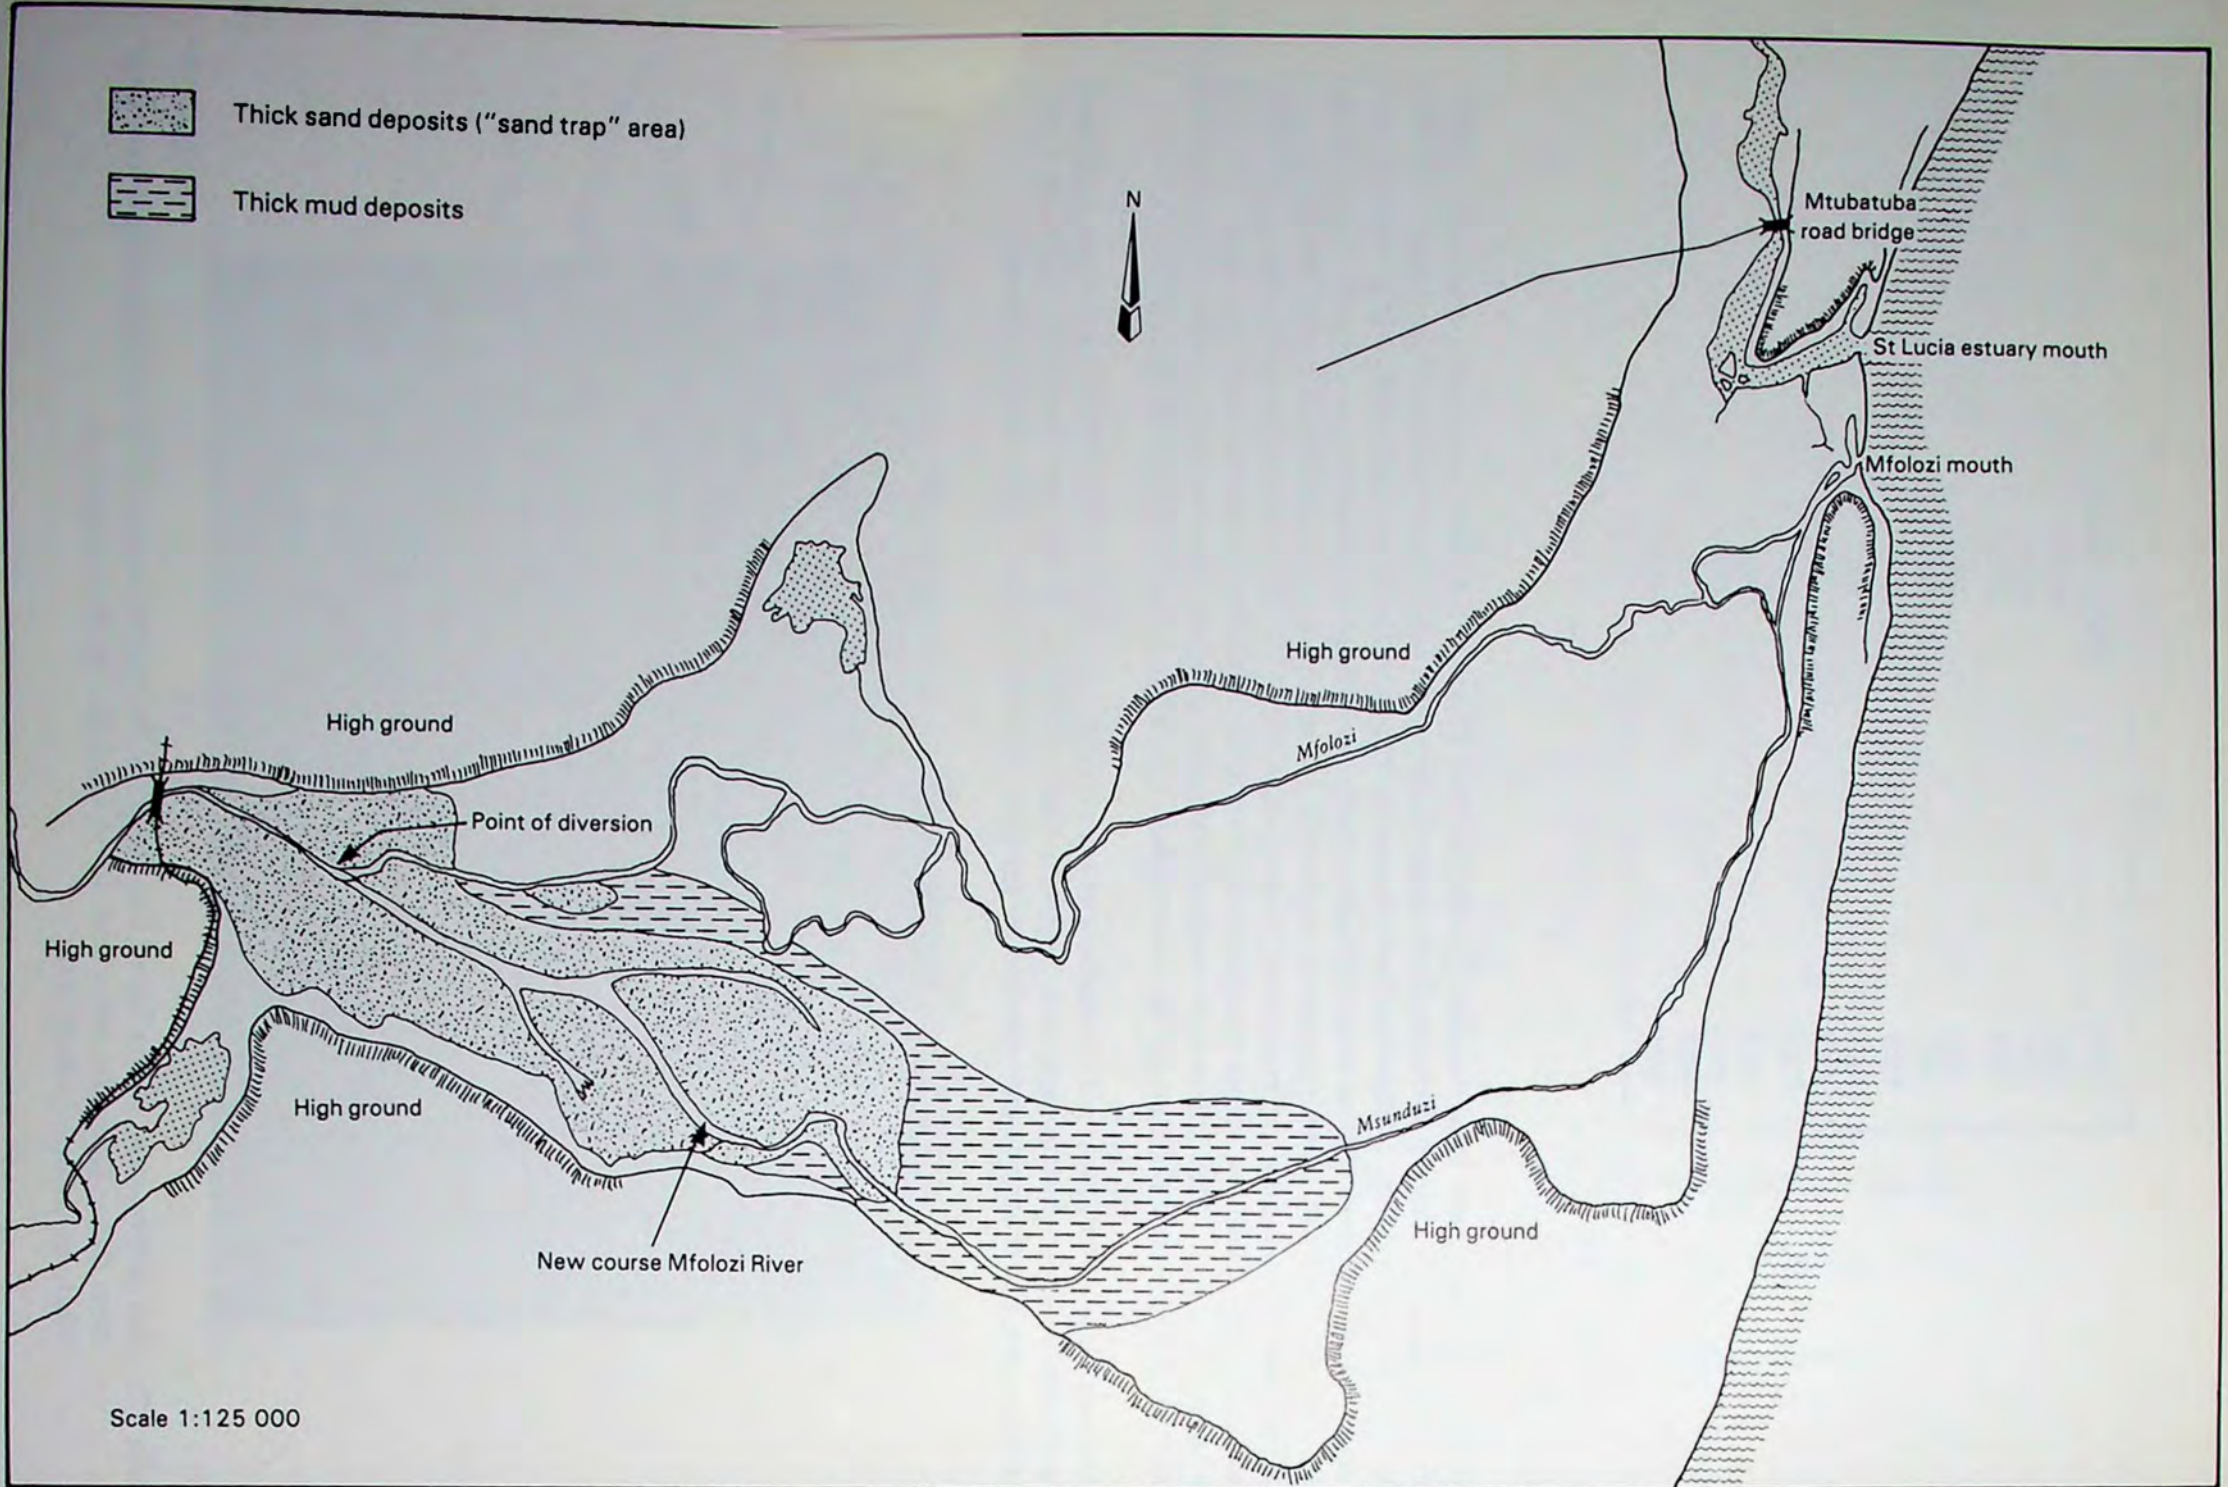 Thick sand deposits ("sand trap" area)
Thick mud deposits
N
Mtubatuba
road bridge
St Lucia estuary mouth
Mfolozi mouth
High ground
High ground
Mfolozi
Point of diversion
High ground
High ground
Msunduzi
High ground
New course Mfolozi River
Scale 1:125 000